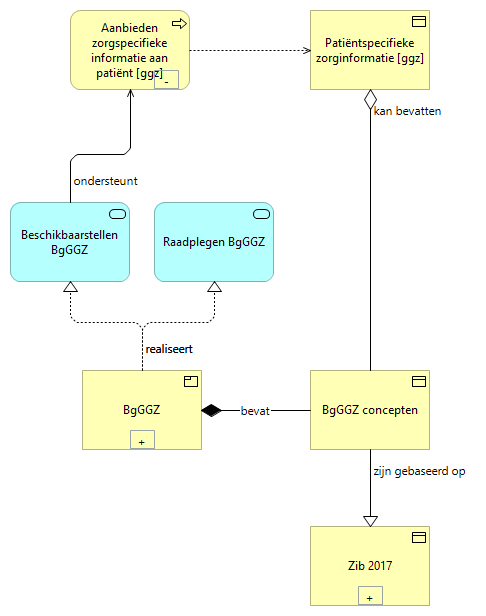 Aanbieden
zorgspecifieke
informatie aan
patiënt [ggz]
-
Patiëntspecifieke
zorginformatie [ggz]
kan bevatten
ondersteunt
Beschikbaarstellen
BgGGZ
Raadplegen BgGGZ
realiseert
BgGGZ
+
bevat
BgGGZ concepten
zijn gebaseerd op
Zib 2017
+